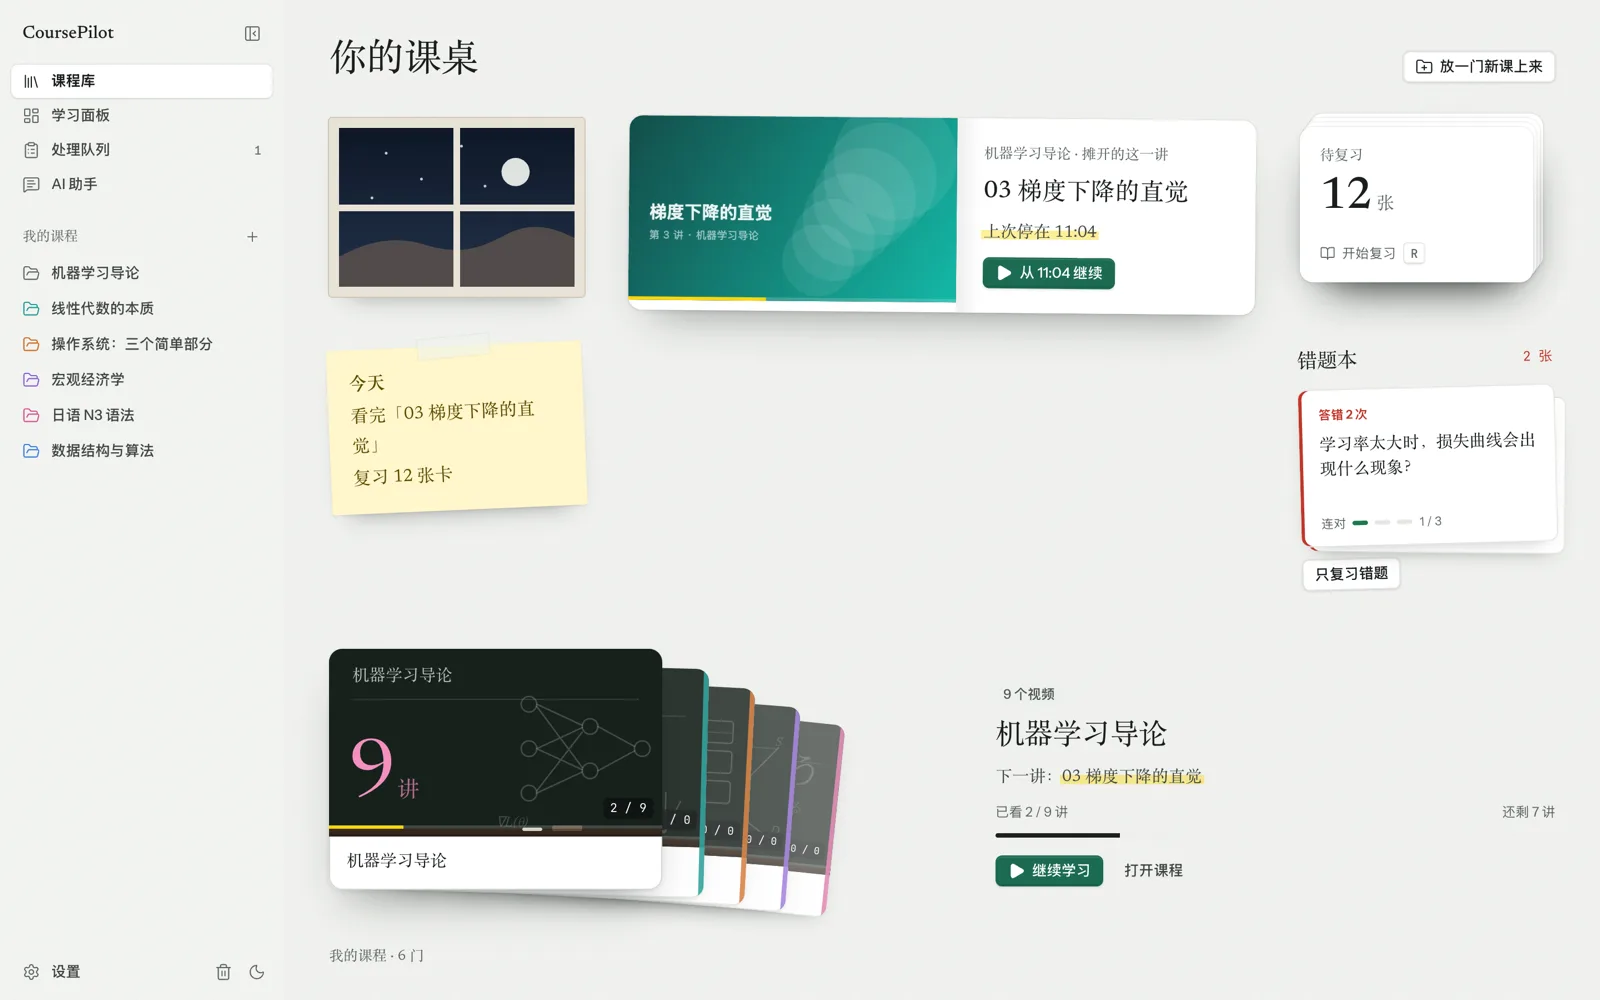 CoursePilot
课程库
学习面板
处理队列 1
AI 助手
我的课程
机器学习导论
线性代数的本质
操作系统：三个简单部分
宏观经济学
日语 N3 语法
数据结构与算法
设置
你的课桌
放一门新课上来
梯度下降的直觉
第 3 讲 · 机器学习导论
机器学习导论 · 摊开的这一讲
03 梯度下降的直觉
上次停在 11:04
从 11:04 继续
待复习
12 张
开始复习 R
今天
看完「03 梯度下降的直
觉」
复习 12 张卡
错题本 2 张
答错 2 次
学习率太大时，损失曲线会出
现什么现象?
连对 1 / 3
只复习错题
机器学习导论
9 讲
∇L(θ)
2 / 9
/ 0
/ 0
0 / 0
0 / 0
机器学习导论
9 个视频
机器学习导论
下一讲：03 梯度下降的直觉
已看 2 / 9 讲 还剩 7 讲
继续学习 打开课程
我的课程 · 6 门